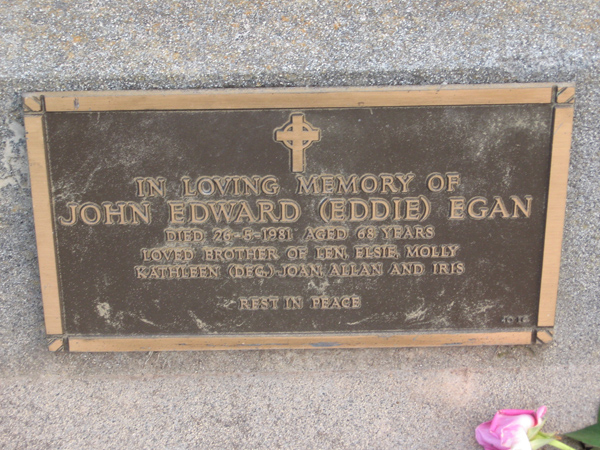 IN LOVING MEMORY OF
JOHN EDWARD (EDDIE) EGAN
DIED 26-8-1981 AGED 68 YEARS
LOVED BROTHER OF LEN, ELSIE, MOLLY
KATHLEEN (DEC,) JOAN, ALLAN AND IRIS
REST IN PEACE